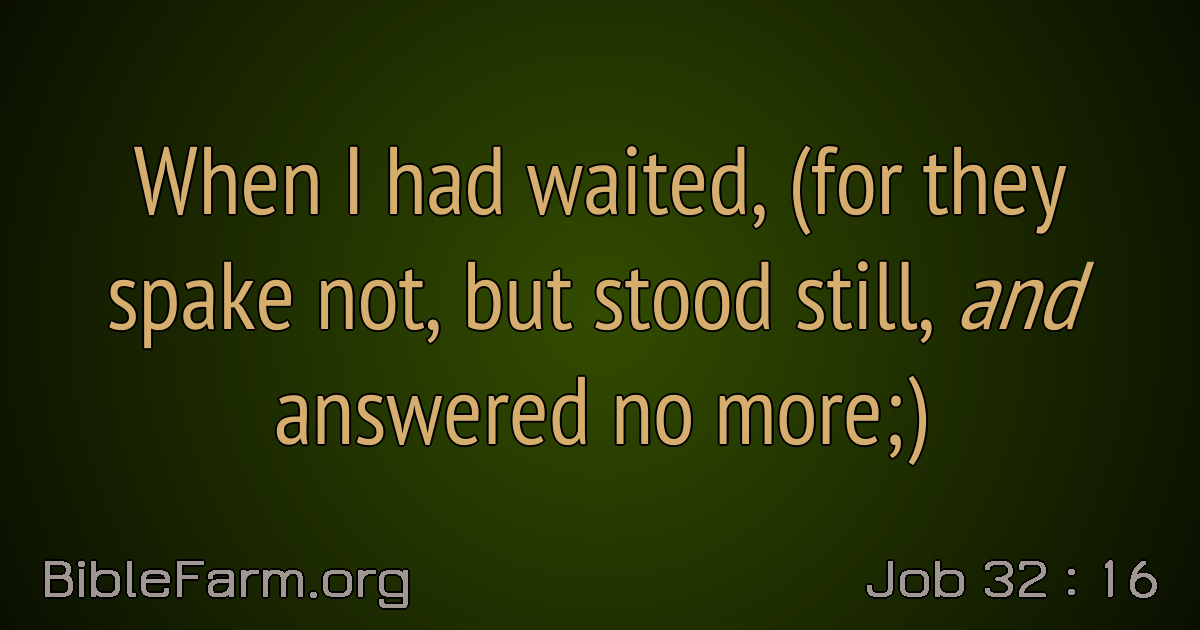 When I had waited, (for they
spake not, but stood still, and
answered no more;)
BibleFarm.org
Job 32 : 16